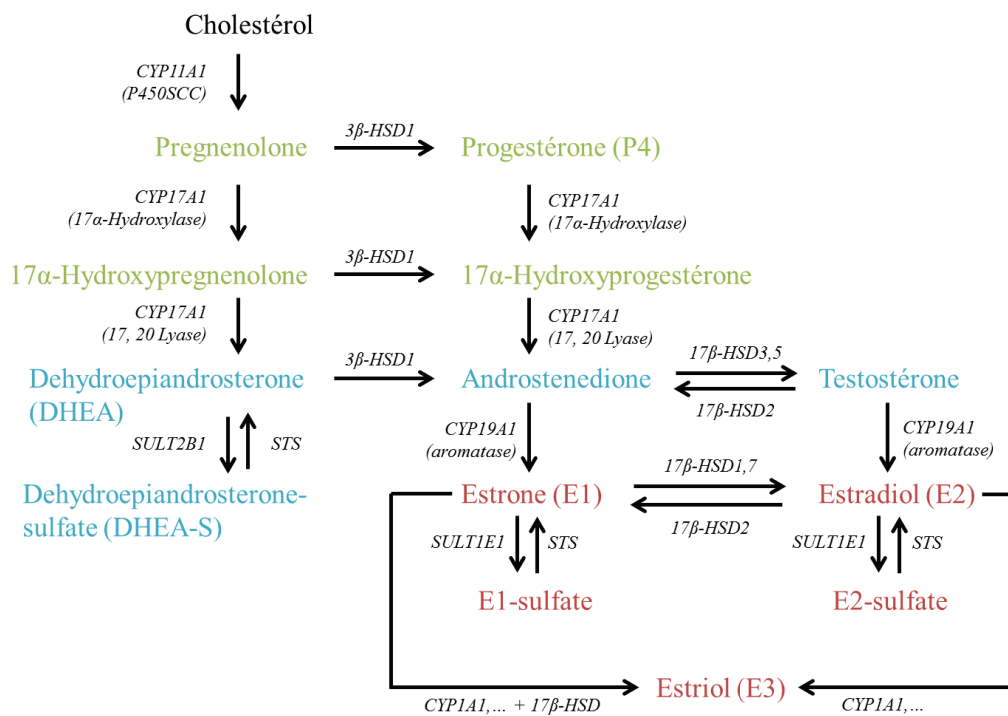 Cholestérol
CYP11A1
(P450SCC)
Pregnenolone
3β-HSD1
Progestérone (P4)
CYP17A1
(17α-Hydroxylase)
CYP17A1
(17α-Hydroxylase)
17α-Hydroxypregnenolone
3β-HSD1
17α-Hydroxyprogestérone
CYP17A1
(17, 20 Lyase)
CYP17A1
(17, 20 Lyase)
3β-HSD1
17β-HSD3,5
Dehydroepiandrosterone
(DHEA)
Androstenedione
Testostérone
17β-HSD2
SULT2B1
STS
CYP19A1
(aromatase)
CYP19A1
(aromatase)
17β-HSD1,7
Dehydroepiandrosterone-
sulfate (DHEA-S)
Estrone (E1)
Estradiol (E2)
17β-HSD2
SULT1E1
STS
SULT1E1
STS
E1-sulfate
E2-sulfate
Estriol (E3)
CYP1A1,… + 17β-HSD
CYP1A1,…